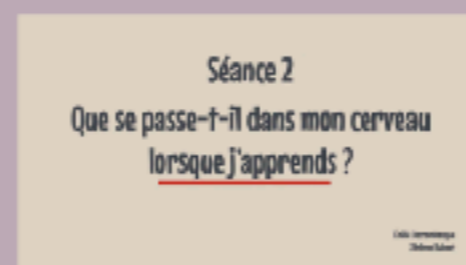 Séance 2
Que se passe-t-il dans mon cerveau
lorsque j'apprends ?